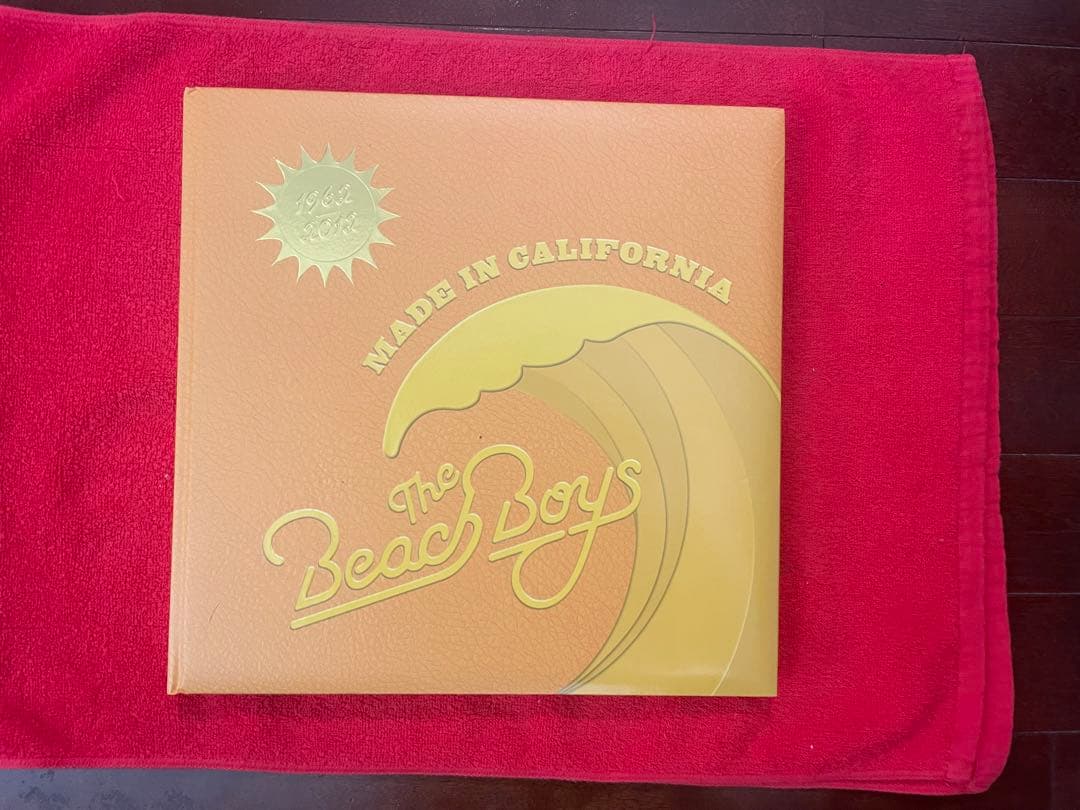 1962
2012
MADE IN CALIFORNIA
The
Beach Boys